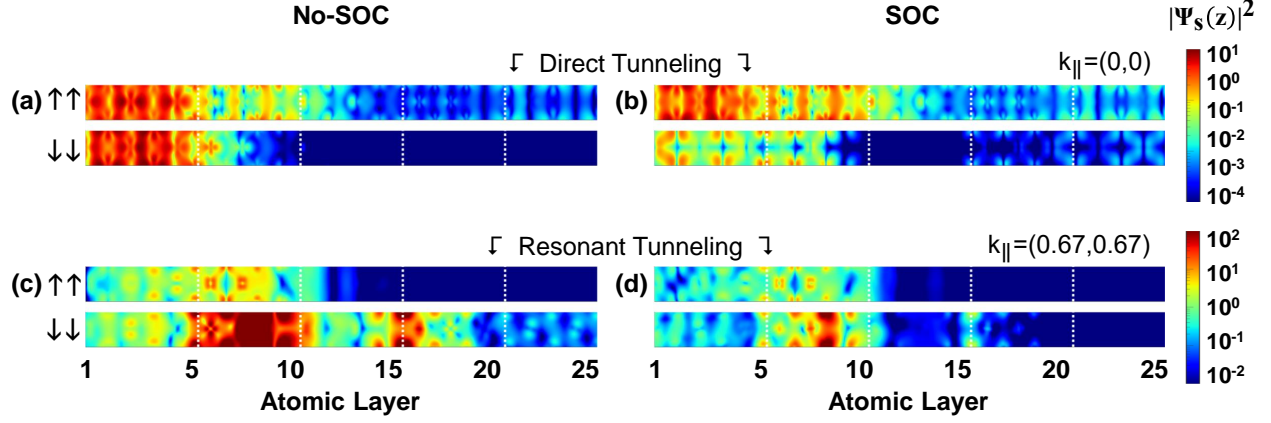 No-SOC SOC |Ψs(z)|²
↴ Direct Tunneling ↴ k∥=(0,0)
(a) ↑↑ (b)
↓↓
10¹
10⁰
10⁻¹
10⁻²
10⁻³
10⁻⁴
↴ Resonant Tunneling ↴ k∥=(0.67,0.67)
(c) ↑↑ (d)
↓↓
10²
10¹
10⁰
10⁻¹
10⁻²
1 5 10 15 20 25 1 5 10 15 20 25
Atomic Layer Atomic Layer